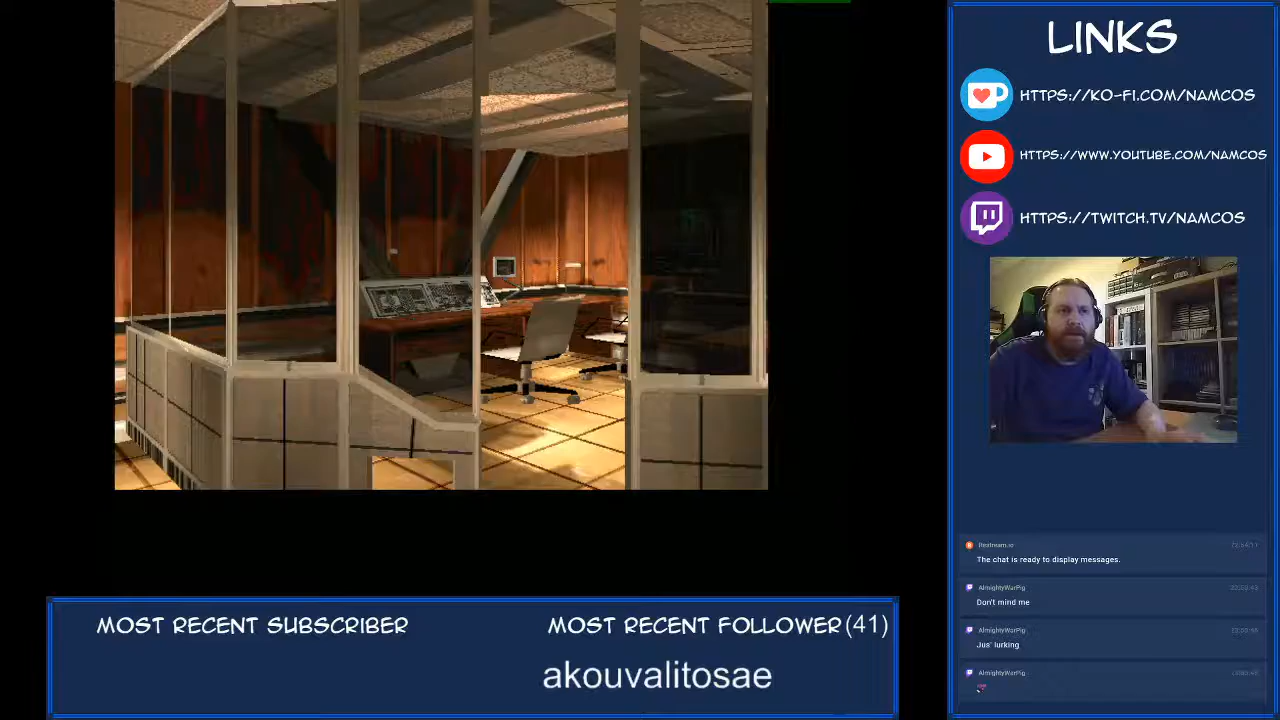 LINKS
HTTPS://KO-FI.COM/NAMCOS
HTTPS://WWW.YOUTUBE.COM/NAMCOS
HTTPS://TWITCH.TV/NAMCOS
Restream.io
The chat is ready to display messages.
AlmightyWarPig
Don't mind me
AlmightyWarPig
Jus' lurking
AlmightyWarPig
MOST RECENT SUBSCRIBER
MOST RECENT FOLLOWER (41)
akouvalitosae